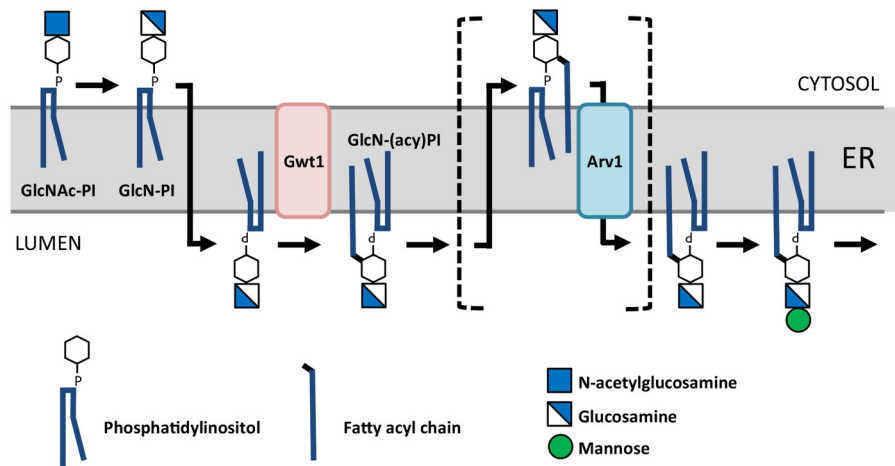 P
P
CYTOSOL
GlcNAc-PI
GlcN-PI
Gwt1
GlcN-(acy)PI
P
Arv1
ER
LUMEN
P
P
P
P
P
Phosphatidylinositol
Fatty acyl chain
N-acetylglucosamine
Glucosamine
Mannose